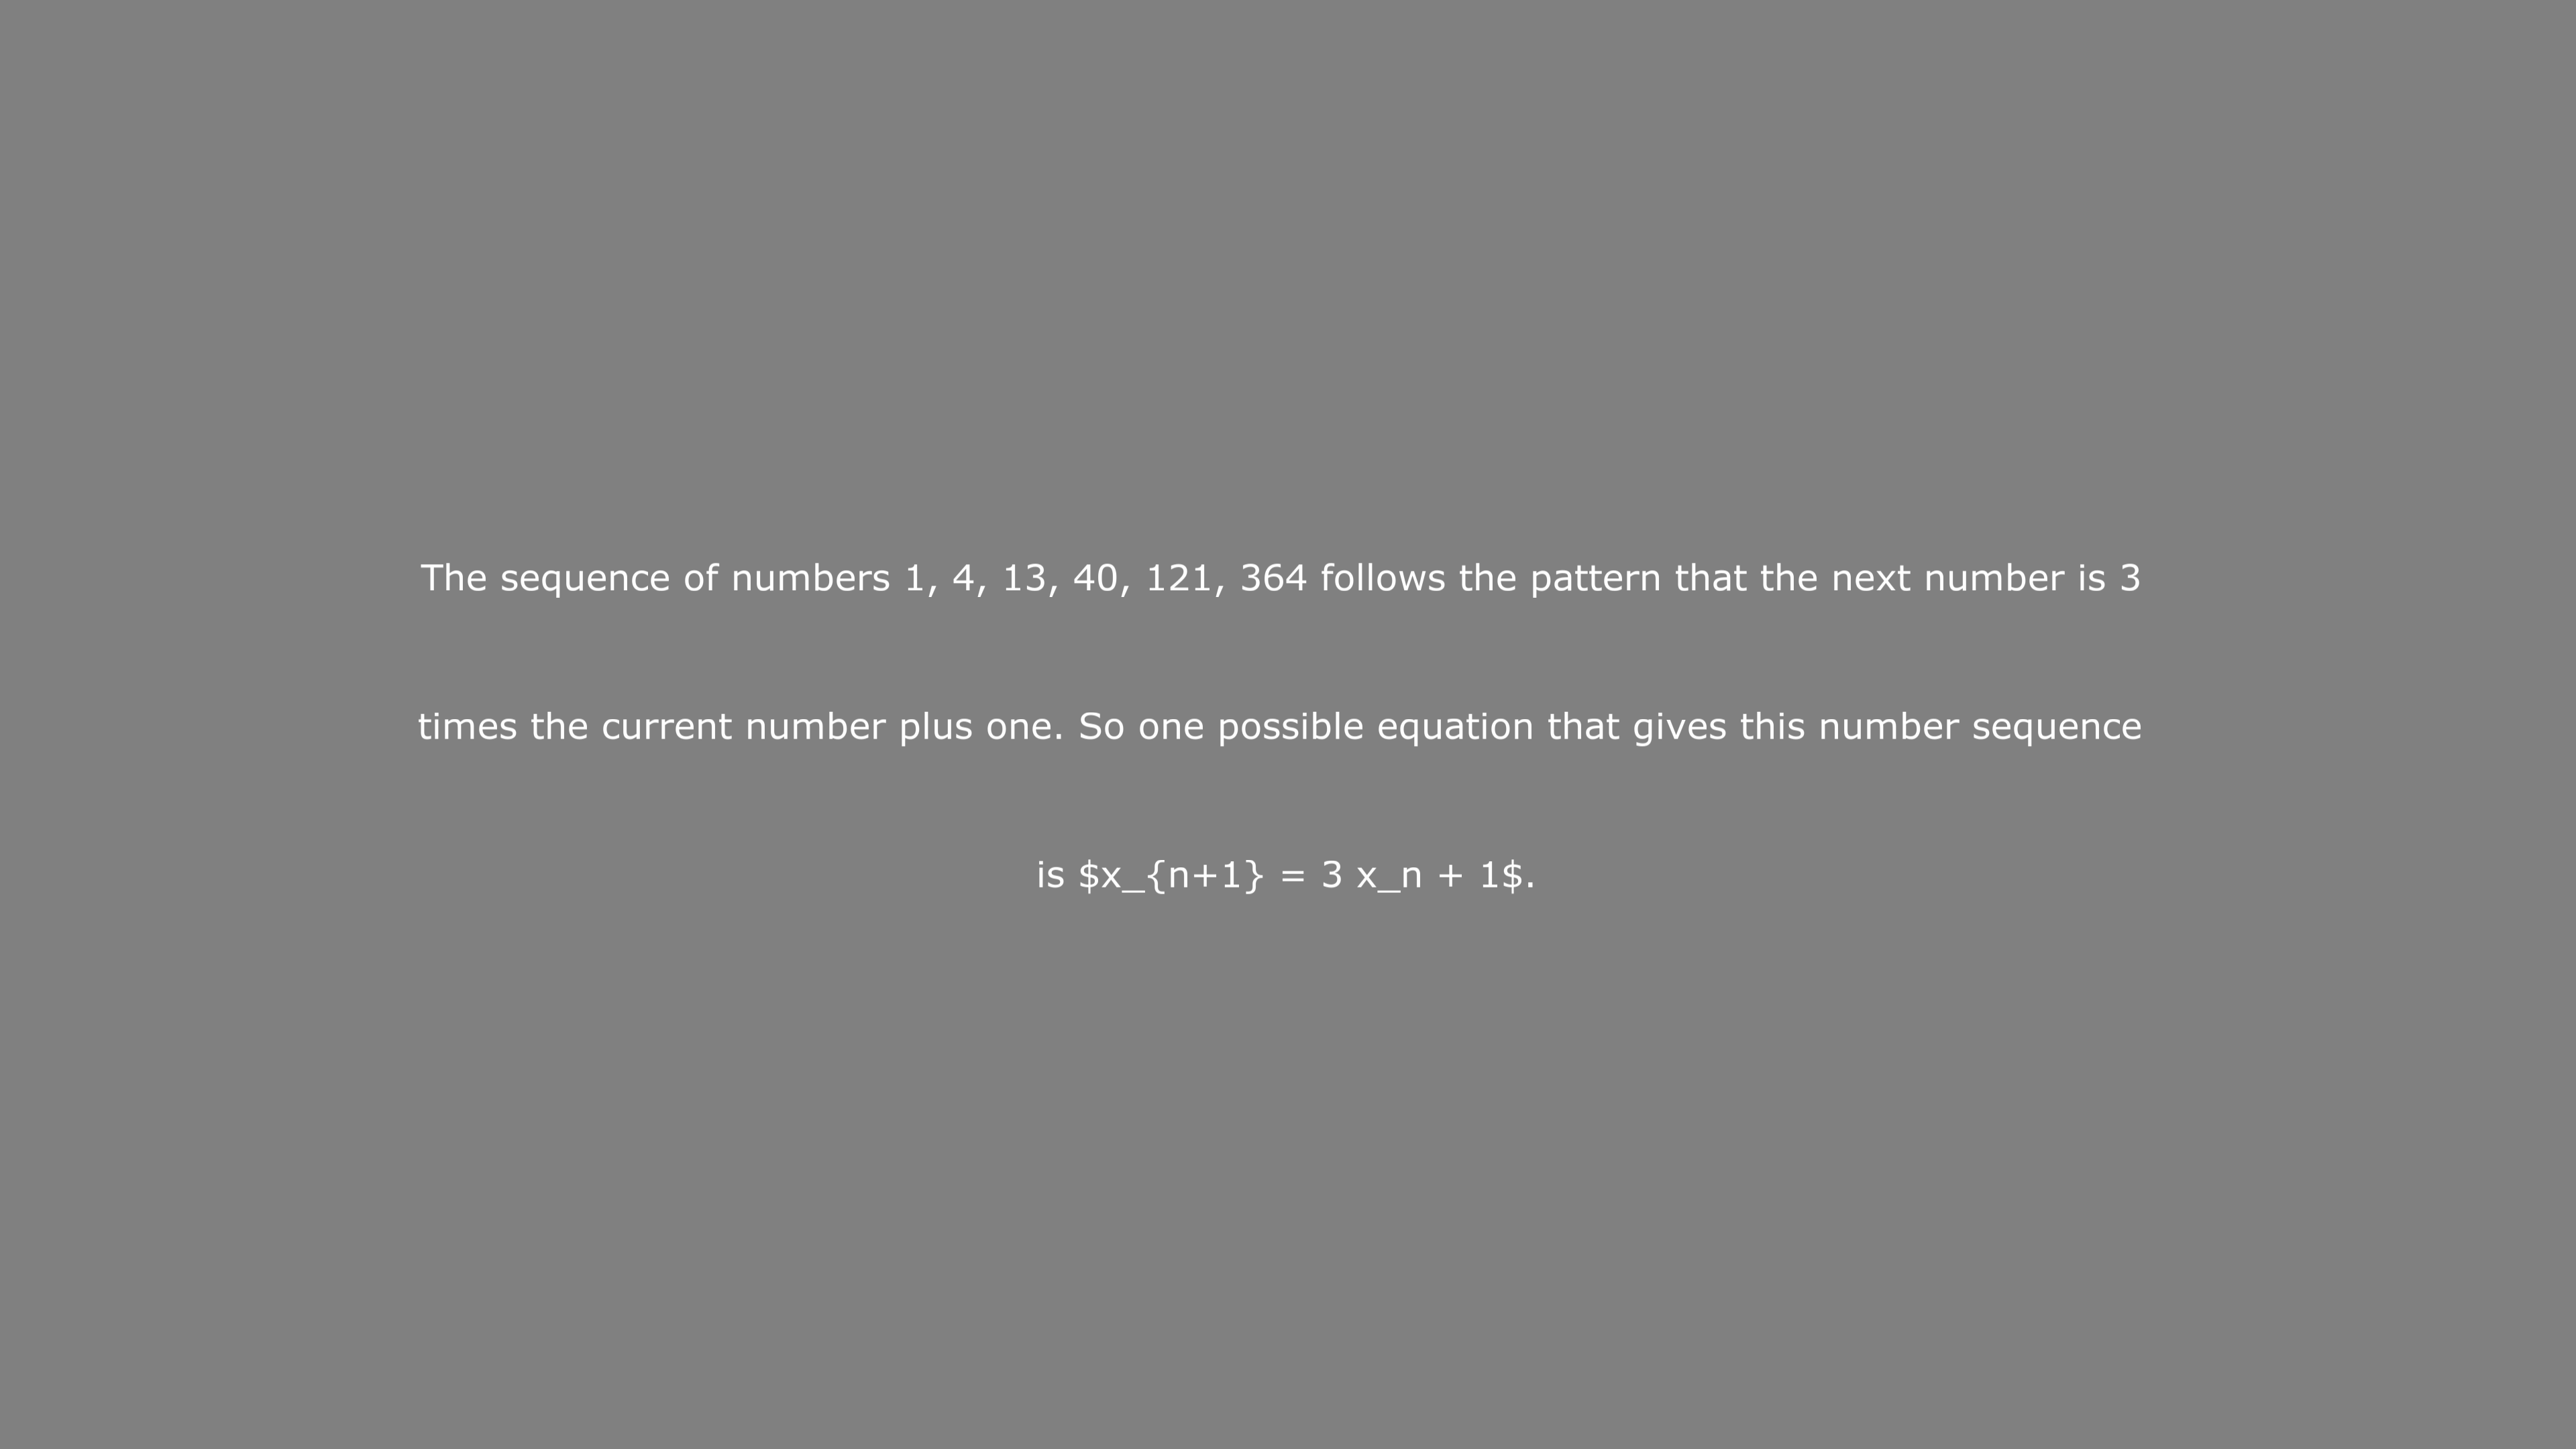 The sequence of numbers 1, 4, 13, 40, 121, 364 follows the pattern that the next number is 3
times the current number plus one. So one possible equation that gives this number sequence
is $x_{n+1} = 3 x_n + 1$.